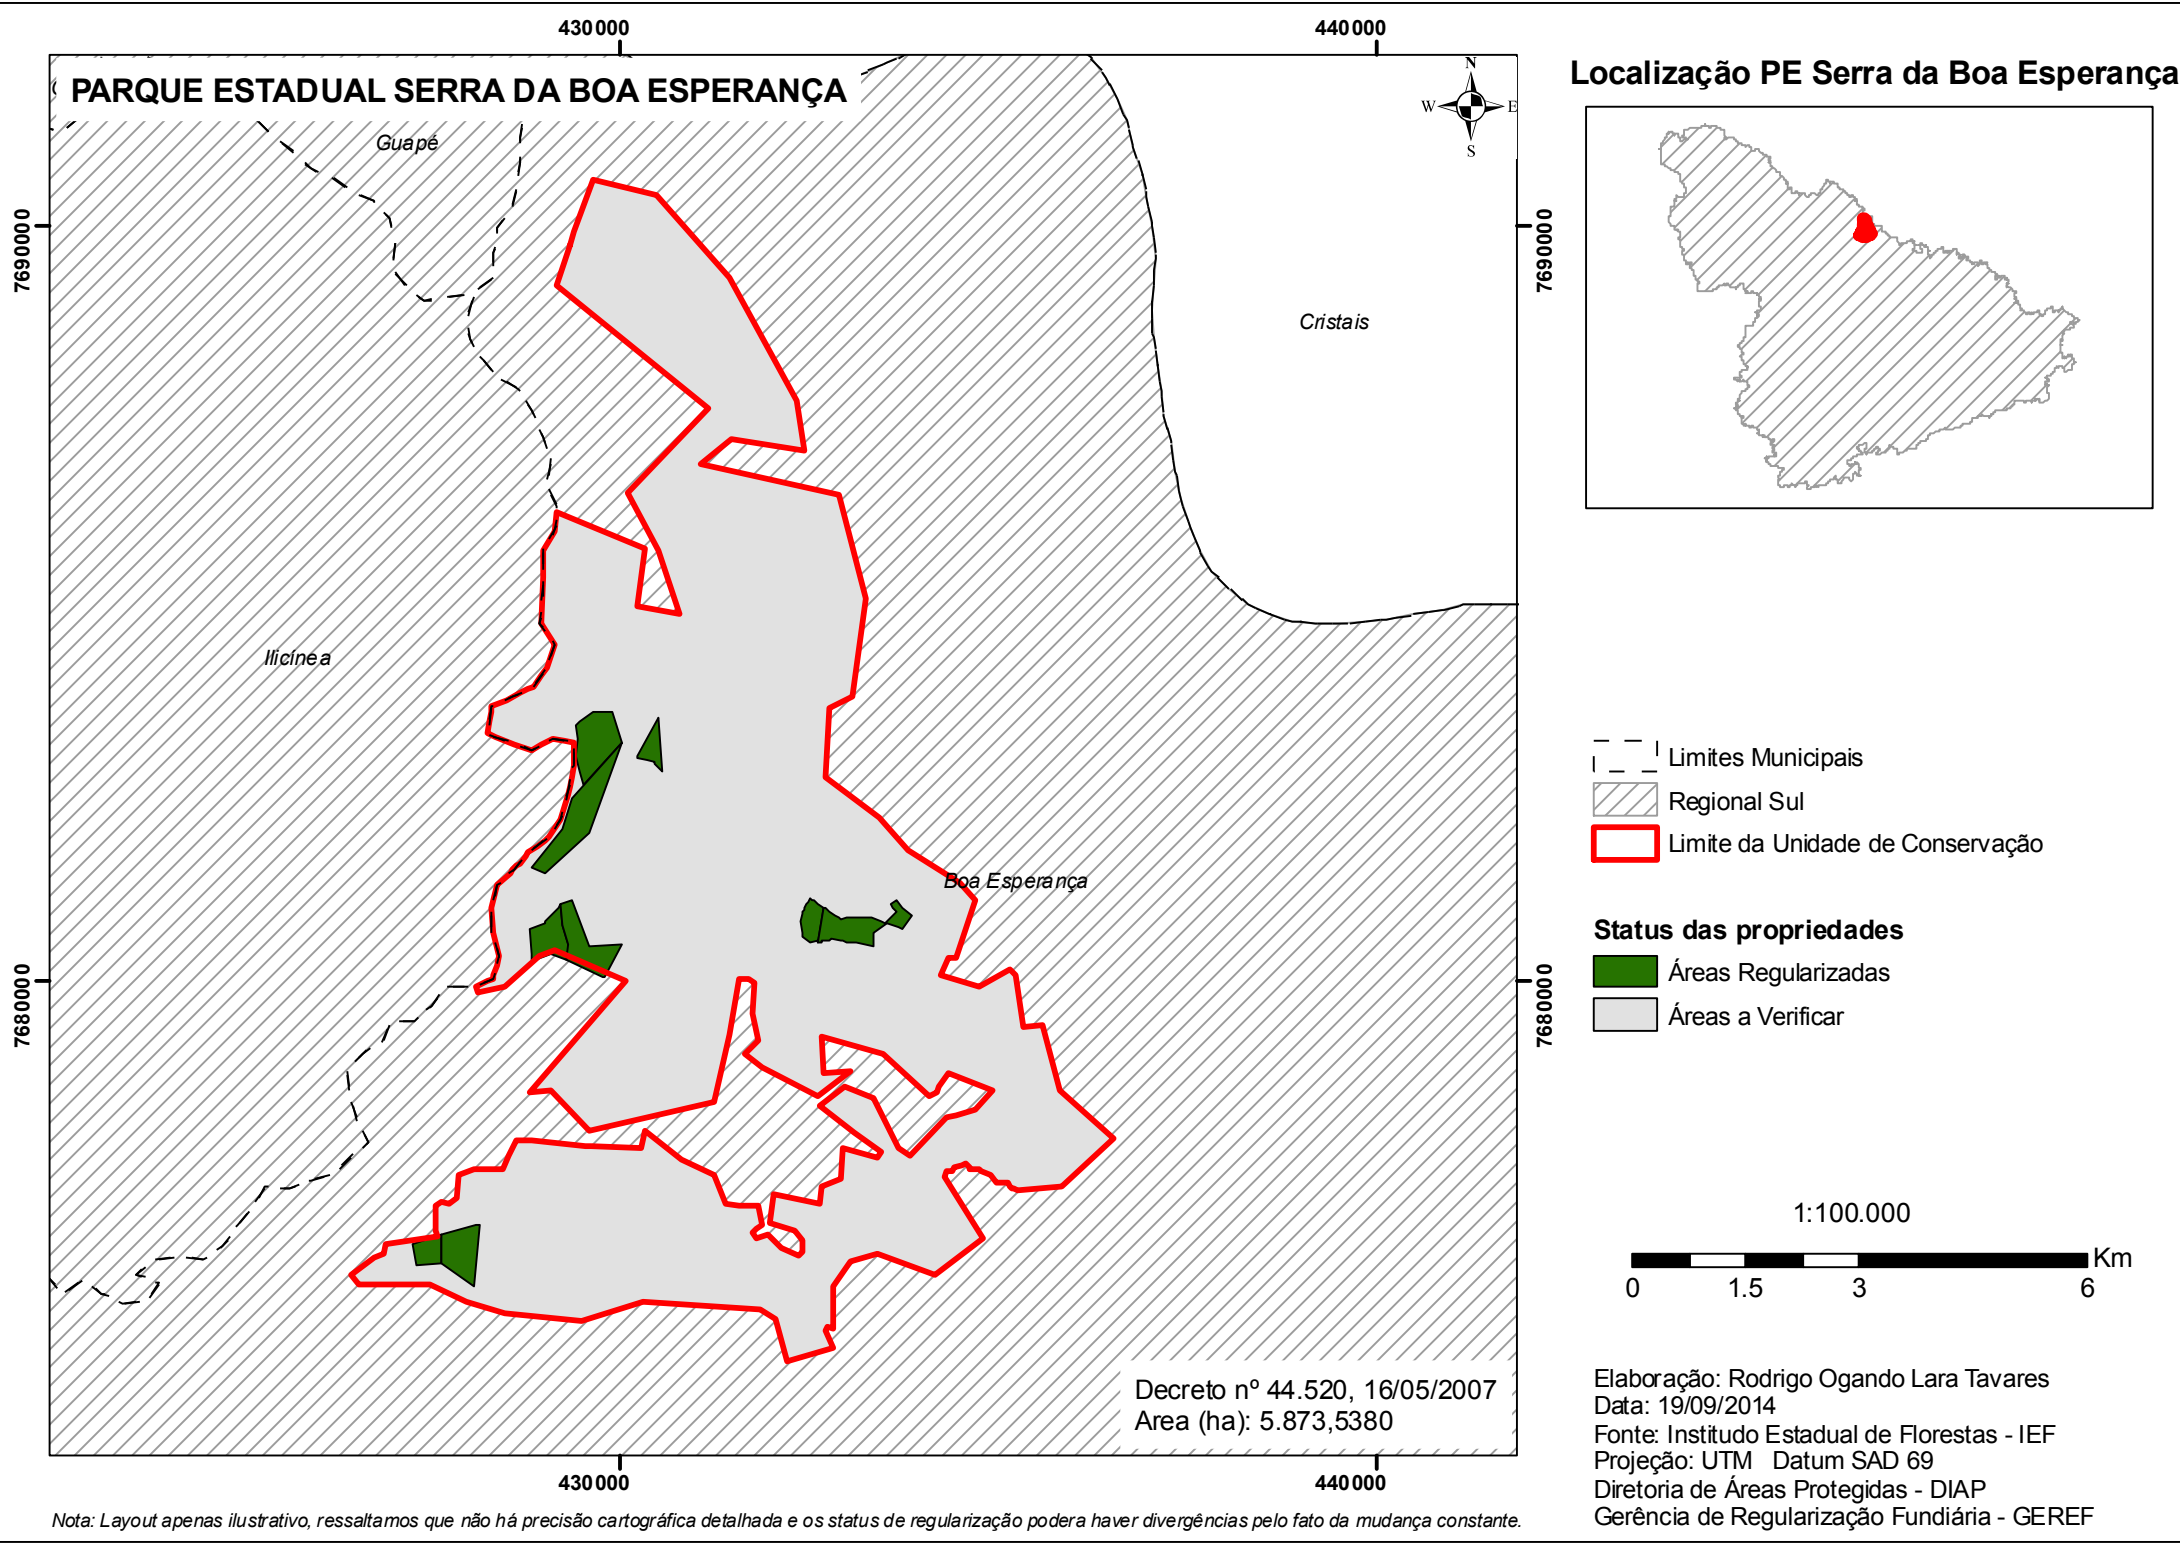 430000
440000
PARQUE ESTADUAL SERRA DA BOA ESPERANÇA
N
W
E
S
Localização PE Serra da Boa Esperança
Guapé
7690000
7690000
Cristais
Ilicínea
Boa Esperança
7680000
7680000
Limites Municipais
Regional Sul
Limite da Unidade de Conservação
Status das propriedades
Áreas Regularizadas
Áreas a Verificar
1:100.000
Km
0
1.5
3
6
Decreto nº 44.520, 16/05/2007
Area (ha): 5.873,5380
Elaboração: Rodrigo Ogando Lara Tavares
Data: 19/09/2014
Fonte: Institudo Estadual de Florestas - IEF
Projeção: UTM Datum SAD 69
Diretoria de Áreas Protegidas - DIAP
Gerência de Regularização Fundiária - GEREF
430000
440000
Nota: Layout apenas ilustrativo, ressaltamos que não há precisão cartográfica detalhada e os status de regularização podera haver divergências pelo fato da mudança constante.